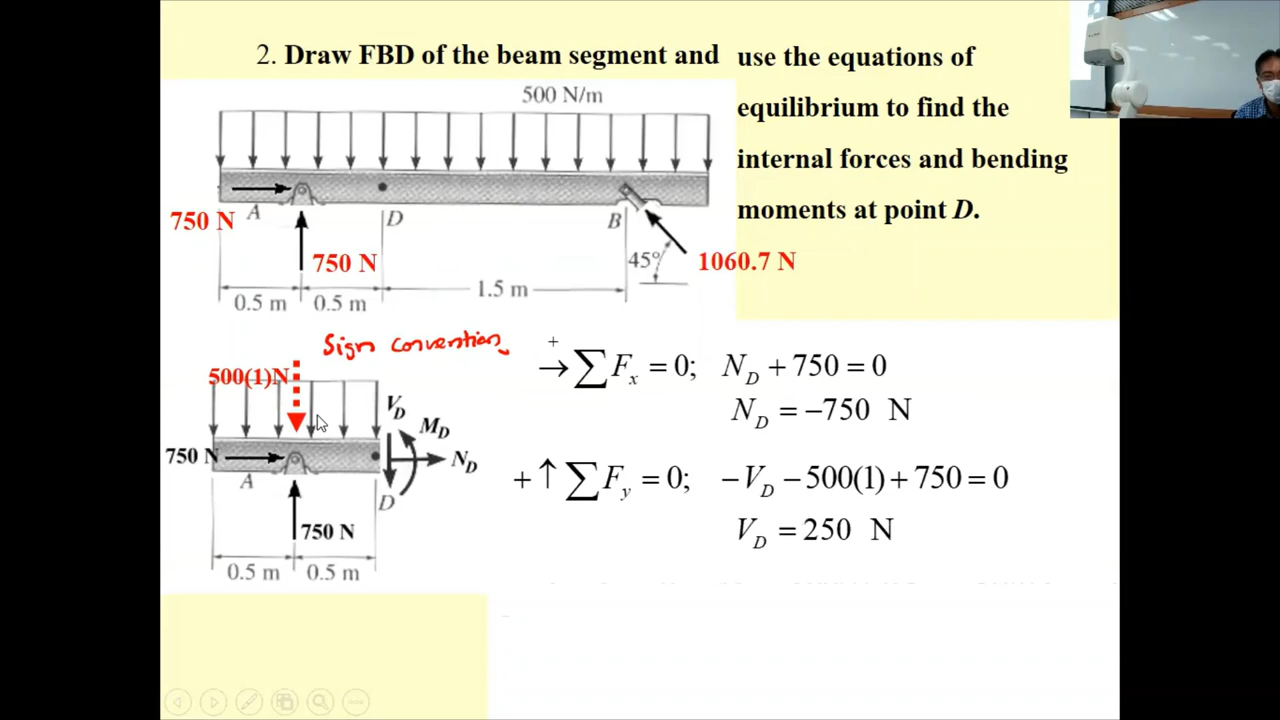 2. Draw FBD of the beam segment and use the equations of
equilibrium to find the
internal forces and bending
moments at point D.
500 N/m
750 N
A
D
B
750 N
45°
1060.7 N
0.5 m 0.5 m 1.5 m
Sign convention
500(1)N
V_D
M_D
750 N
N_D
A
D
750 N
0.5 m 0.5 m
+
→ ∑ F_x = 0; N_D + 750 = 0
N_D = −750 N
+ ↑ ∑ F_y = 0; −V_D − 500(1) + 750 = 0
V_D = 250 N